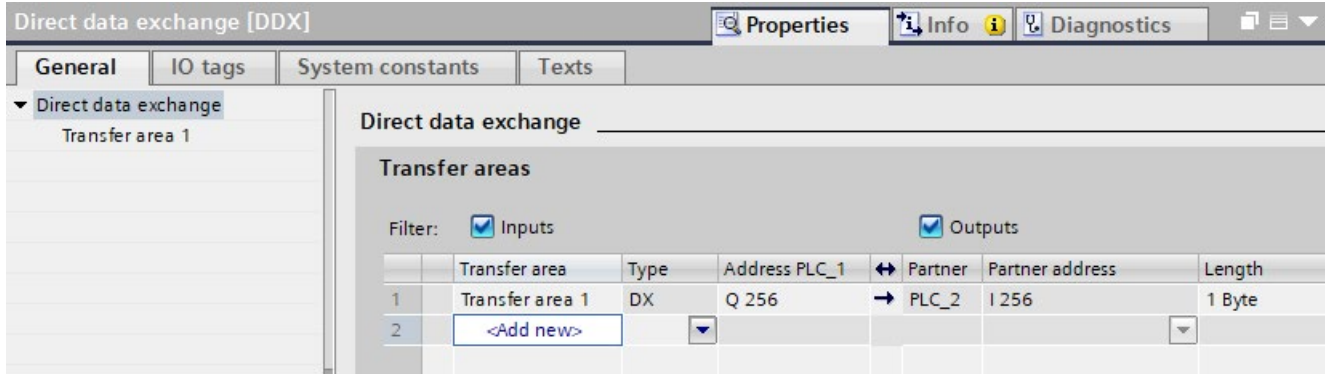 Direct data exchange [DDX] Properties Info Diagnostics
General IO tags System constants Texts
Direct data exchange
Transfer area 1
Direct data exchange
Transfer areas
Filter: Inputs Outputs
Transfer area Type Address PLC_1 ↔ Partner Partner address Length
1 Transfer area 1 DX Q 256 → PLC_2 I 256 1 Byte
2 <Add new>